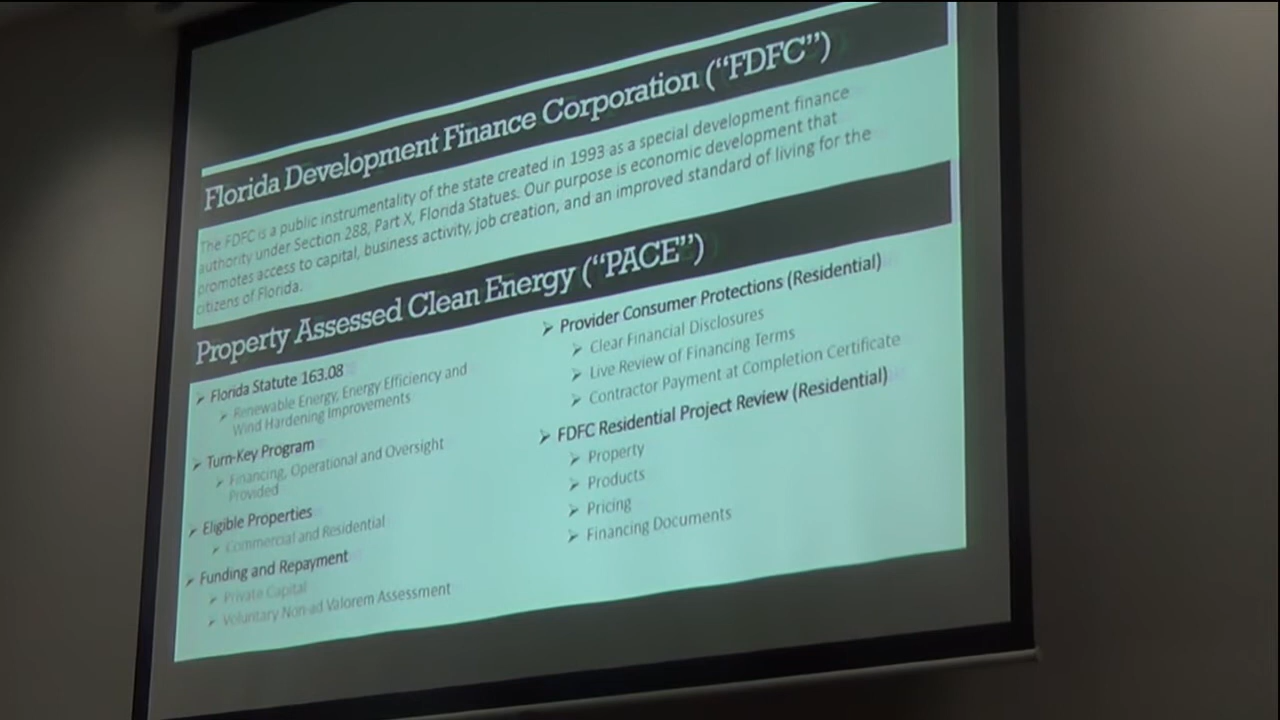 Florida Development Finance Corporation (“FDFC”)
The FDFC is a public instrumentality of the state created in 1993 as a special development finance
authority under Section 288, Part X, Florida Statues. Our purpose is economic development that
promotes access to capital, business activity, job creation, and an improved standard of living for the
citizens of Florida.
Property Assessed Clean Energy (“PACE”)
➢ Florida Statute 163.08
➢ Renewable Energy, Energy Efficiency and
Wind Hardening Improvements
➢ Turn-Key Program
➢ Financing, Operational and Oversight
Provided
➢ Eligible Properties
➢ Commercial and Residential
➢ Funding and Repayment
➢ Private Capital
➢ Voluntary Non-ad Valorem Assessment
➢ Provider Consumer Protections (Residential)
➢ Clear Financial Disclosures
➢ Live Review of Financing Terms
➢ Contractor Payment at Completion Certificate
➢ FDFC Residential Project Review (Residential)
➢ Property
➢ Products
➢ Pricing
➢ Financing Documents